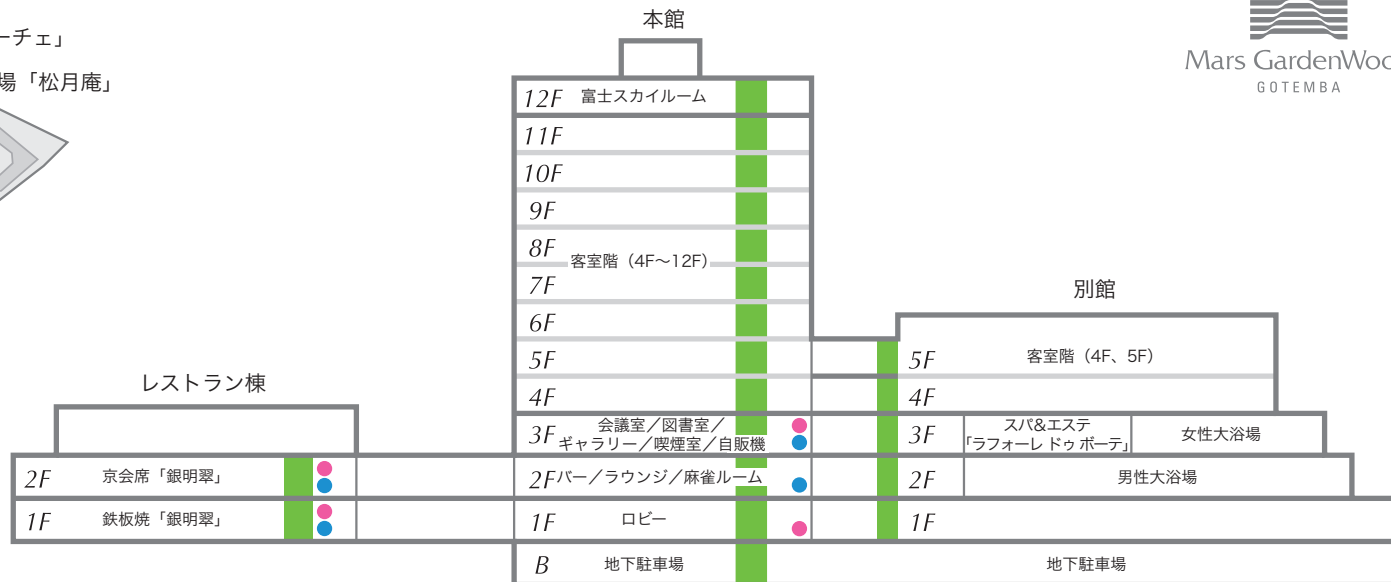 ーチェ」
場「松月庵」
本館
Mars GardenWoo
GOTEMBA
12F 富士スカイルーム
11F
10F
9F
8F
客室階（4F～12F）
7F
6F
5F
4F
3F 会議室／図書室／
ギャラリー／喫煙室／自販機
2F バー／ラウンジ／麻雀ルーム
1F ロビー
B 地下駐車場
別館
5F 客室階（4F、5F）
4F
3F スパ&エステ
「ラフォーレ ドゥ ボーテ」
女性大浴場
2F 男性大浴場
1F
地下駐車場
レストラン棟
2F 京会席「銀明翠」
1F 鉄板焼「銀明翠」